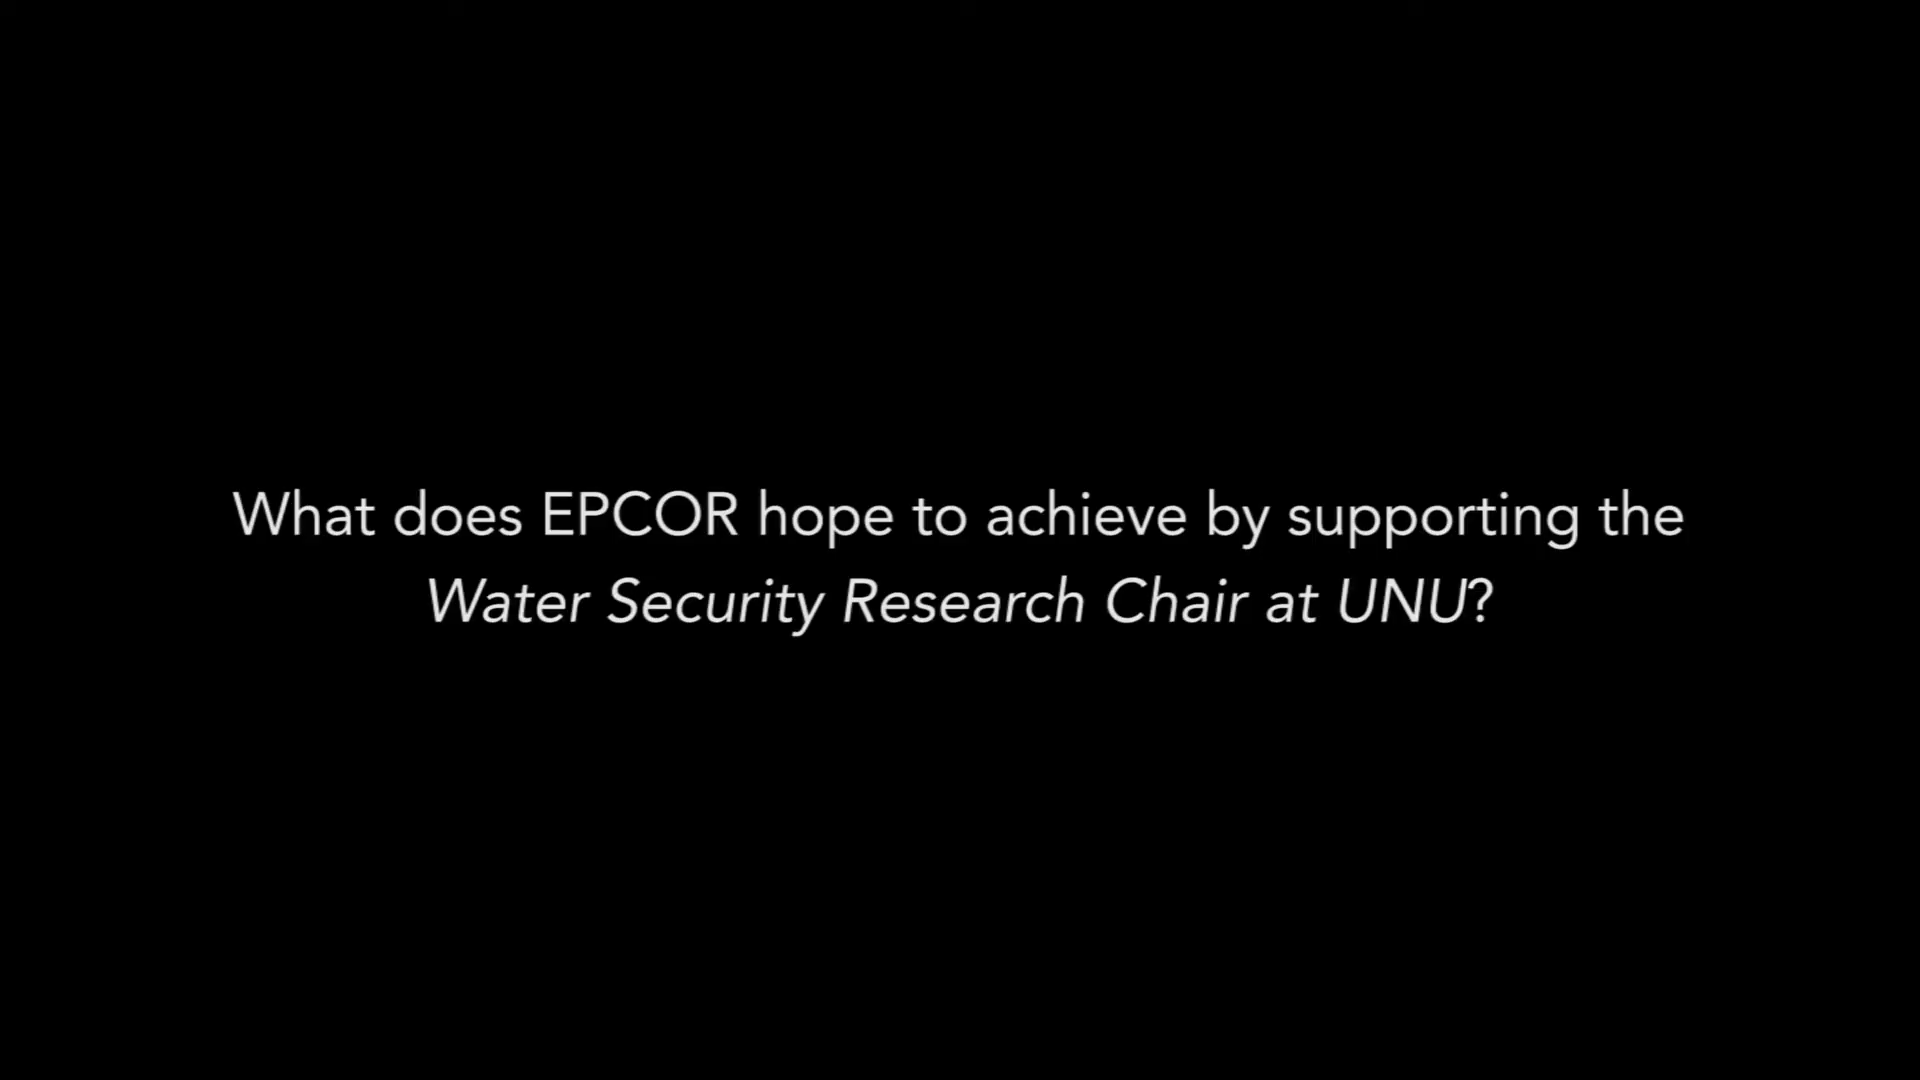 What does EPCOR hope to achieve by supporting the
Water Security Research Chair at UNU?